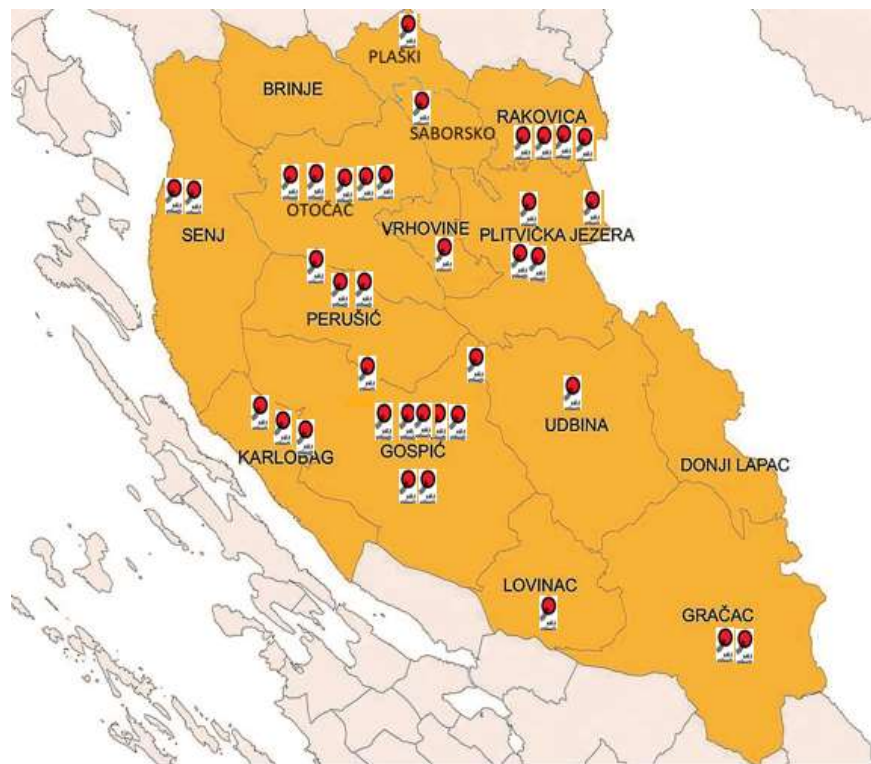 PLAŠKI
BRINJE
RAKOVICA
SABORSKO
OTOČAC
VRHOVINE
SENJ
PLITVIČKA JEZERA
PERUŠIĆ
UDBINA
GOSPIĆ
KARLOBAG
DONJI LAPAC
LOVINAC
GRAČAC